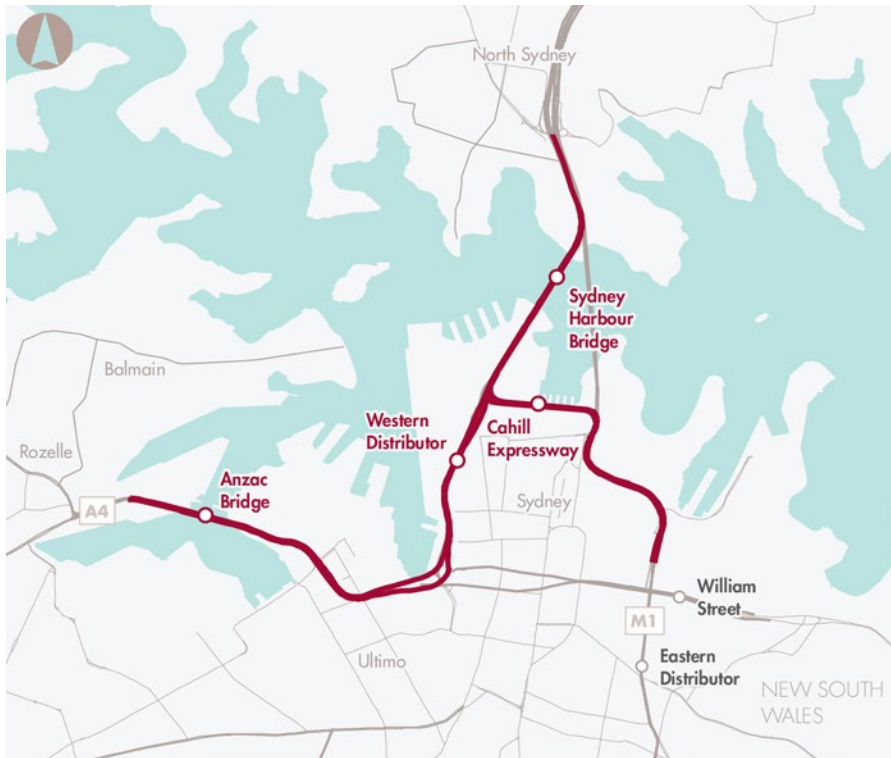 North Sydney
Sydney
Harbour
Bridge
Balmain
Western
Distributor
Cahill
Expressway
Rozelle
Anzac
Bridge
Sydney
A4
William
Street
M1
Ultimo
Eastern
Distributor
NEW SOUTH
WALES